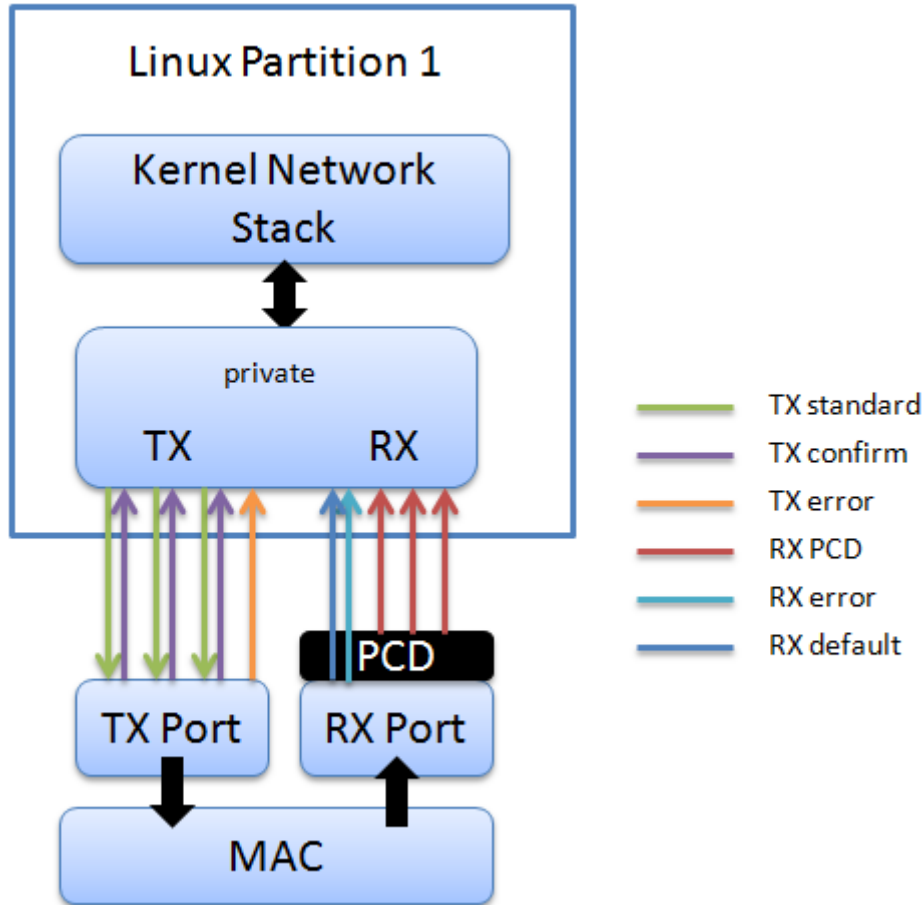 Linux Partition 1
Kernel Network
Stack
private
TX RX
TX standard
TX confirm
TX error
RX PCD
RX error
RX default
PCD
TX Port RX Port
MAC